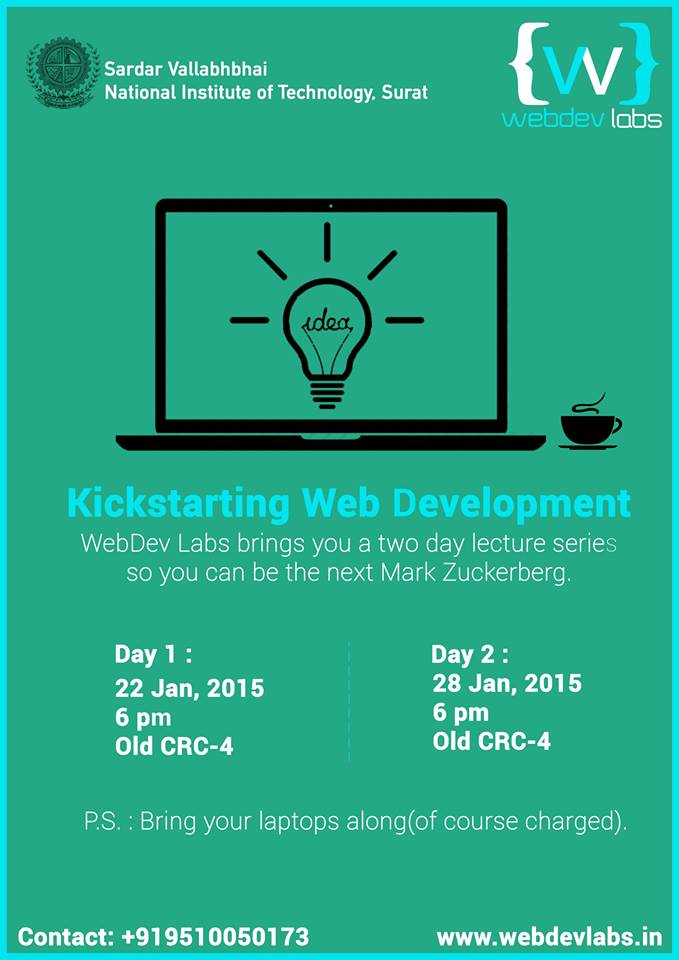 Sardar Vallabhbhai
National Institute of Technology, Surat
{W}
webdev labs
idea
Kickstarting Web Development
WebDev Labs brings you a two day lecture series
so you can be the next Mark Zuckerberg.
Day 1 :
22 Jan, 2015
6 pm
Old CRC-4
Day 2 :
28 Jan, 2015
6 pm
Old CRC-4
P.S. : Bring your laptops along(of course charged).
Contact: +919510050173
www.webdevlabs.in